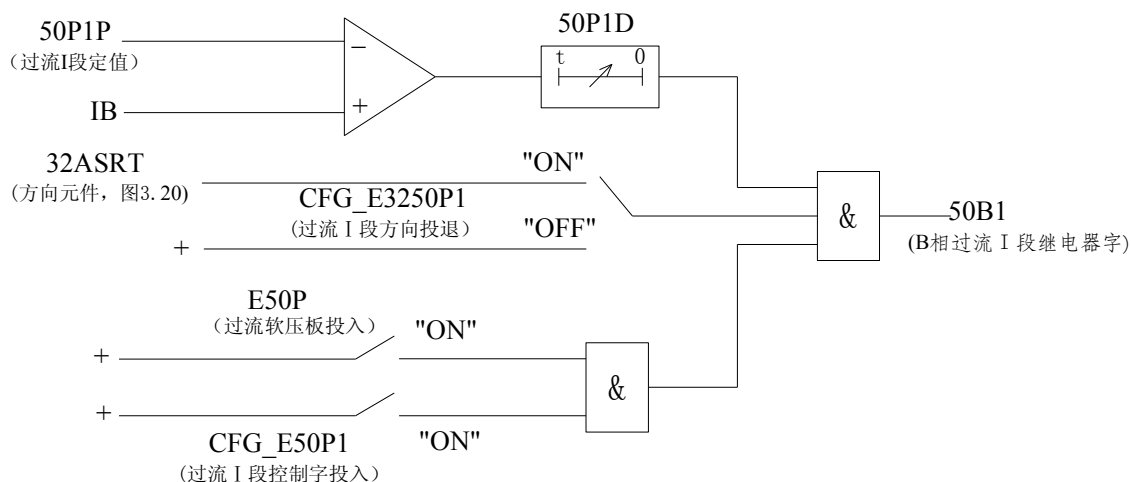 50P1P
（过流I段定值）
IB
−
+
50P1D
t 0
32ASRT
(方向元件，图3.20)
"ON"
CFG_E3250P1
（过流Ⅰ段方向投退）
+
"OFF"
&
50B1
(B相过流Ⅰ段继电器字)
E50P
（过流软压板投入）
"ON"
+
&
+
CFG_E50P1
(过流Ⅰ段控制字投入）
"ON"